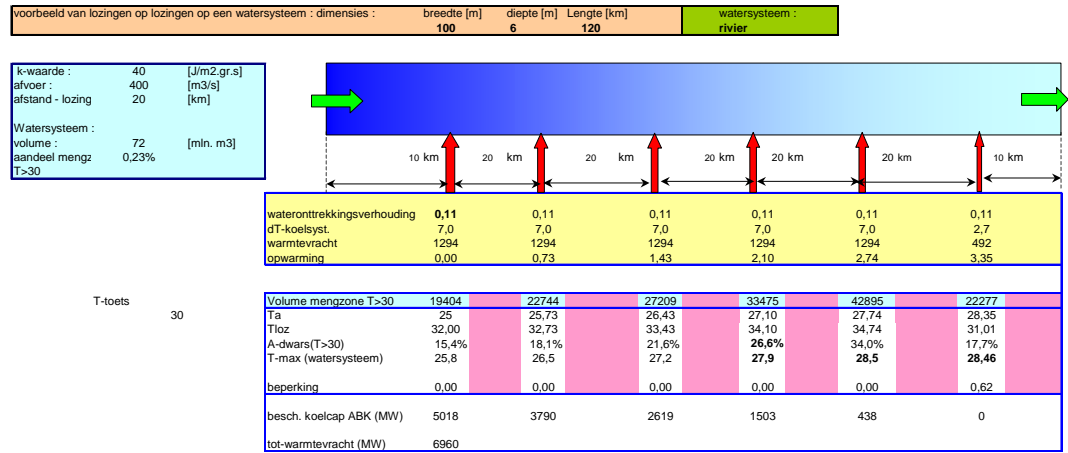 voorbeeld van lozingen op lozingen op een watersysteem : dimensies : breedte [m] diepte [m] Lengte [km] watersysteem :
100 6 120 rivier
k-waarde : 40 [J/m2.gr.s]
afvoer : 400 [m3/s]
afstand - lozing 20 [km]
Watersysteem :
volume : 72 [mln. m3]
aandeel mengz 0,23%
T>30
10 km 20 km 20 km 20 km 20 km 20 km 10 km
wateronttrekkingsverhouding 0,11 0,11 0,11 0,11 0,11 0,11
dT-koelsyst. 7,0 7,0 7,0 7,0 7,0 2,7
warmtevracht 1294 1294 1294 1294 1294 492
opwarming 0,00 0,73 1,43 2,10 2,74 3,35
T-toets
30
Volume mengzone T>30 19404 22744 27209 33475 42895 22277
Ta 25 25,73 26,43 27,10 27,74 28,35
Tloz 32,00 32,73 33,43 34,10 34,74 31,01
A-dwars(T>30) 15,4% 18,1% 21,6% 26,6% 34,0% 17,7%
T-max (watersysteem) 25,8 26,5 27,2 27,9 28,5 28,46
beperking 0,00 0,00 0,00 0,00 0,00 0,62
besch. koelcap ABK (MW) 5018 3790 2619 1503 438 0
tot-warmtevracht (MW) 6960